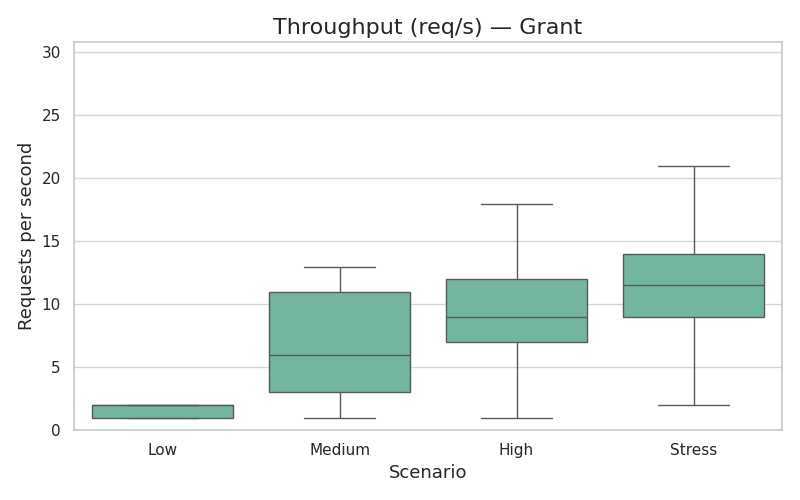 Throughput (req/s) — Grant
Requests per second
30
25
20
15
10
5
0
Low
Medium
High
Stress
Scenario